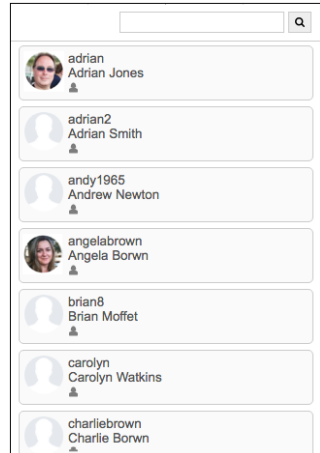 adrian
Adrian Jones
adrian2
Adrian Smith
andy1965
Andrew Newton
angelabrown
Angela Borwn
brian8
Brian Moffet
carolyn
Carolyn Watkins
charliebrown
Charlie Borwn